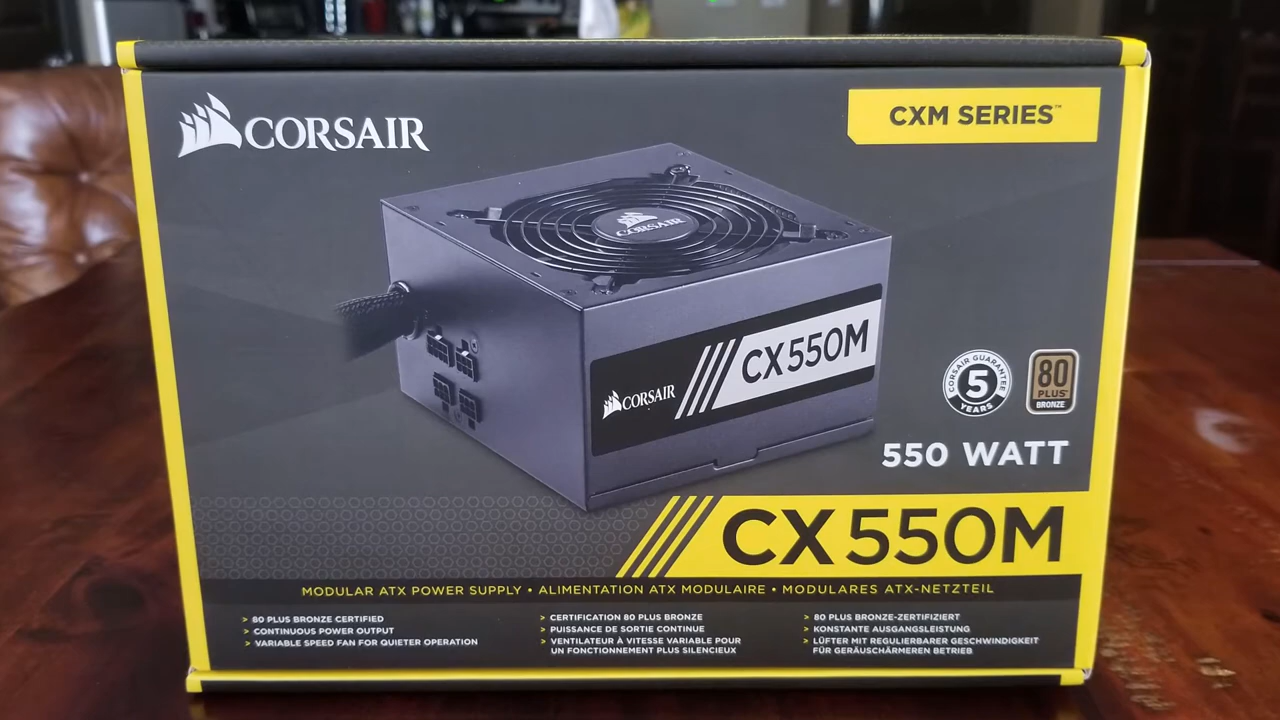 CORSAIR
CXM SERIES™
CORSAIR
CX550M
CORSAIR
CORSAIR GUARANTEE
5
YEARS
80
PLUS
BRONZE
550 WATT
CX550M
MODULAR ATX POWER SUPPLY • ALIMENTATION ATX MODULAIRE • MODULARES ATX-NETZTEIL
> 80 PLUS BRONZE CERTIFIED
> CONTINUOUS POWER OUTPUT
> VARIABLE SPEED FAN FOR QUIETER OPERATION
> CERTIFICATION 80 PLUS BRONZE
> PUISSANCE DE SORTIE CONTINUE
> VENTILATEUR À VITESSE VARIABLE POUR
UN FONCTIONNEMENT PLUS SILENCIEUX
> 80 PLUS BRONZE-ZERTIFIZIERT
> KONSTANTE AUSGANGSLEISTUNG
> LÜFTER MIT REGULIERBARER GESCHWINDIGKEIT
FÜR GERÄUSCHÄRMEREN BETRIEB